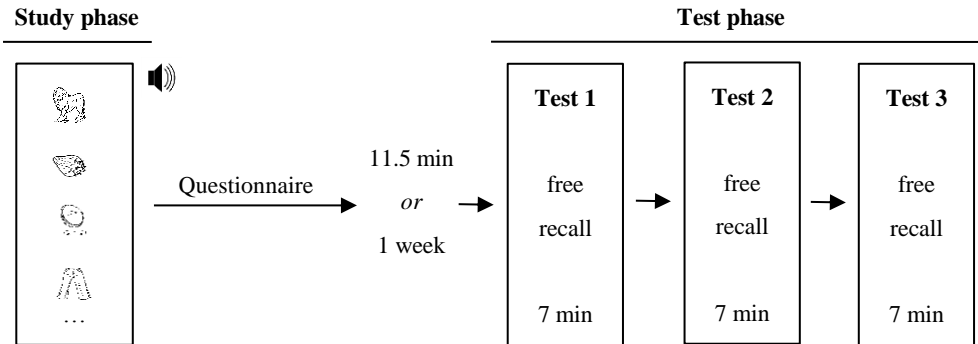 Study phase
Test phase
...
Questionnaire
11.5 min
or
1 week
Test 1
free
recall
7 min
Test 2
free
recall
7 min
Test 3
free
recall
7 min